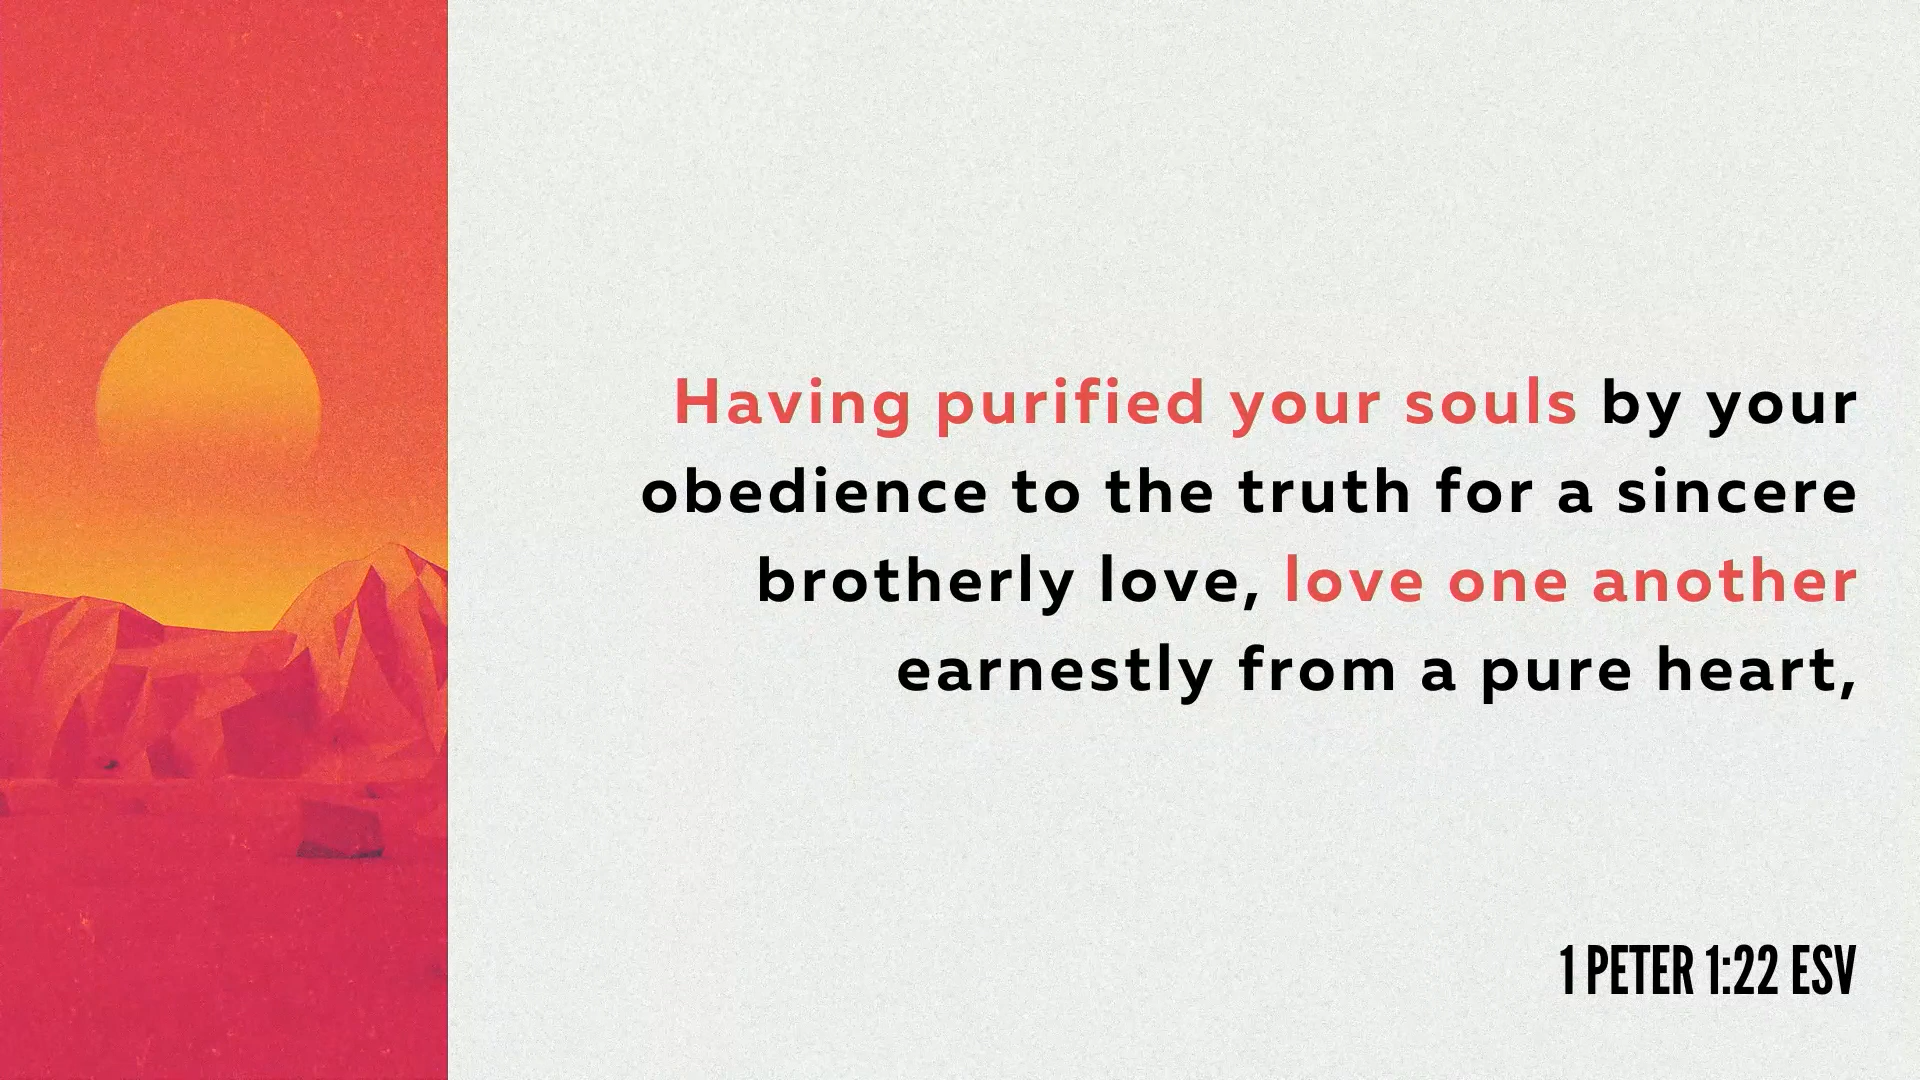 Having purified your souls by your
obedience to the truth for a sincere
brotherly love, love one another
earnestly from a pure heart,
1 PETER 1:22 ESV